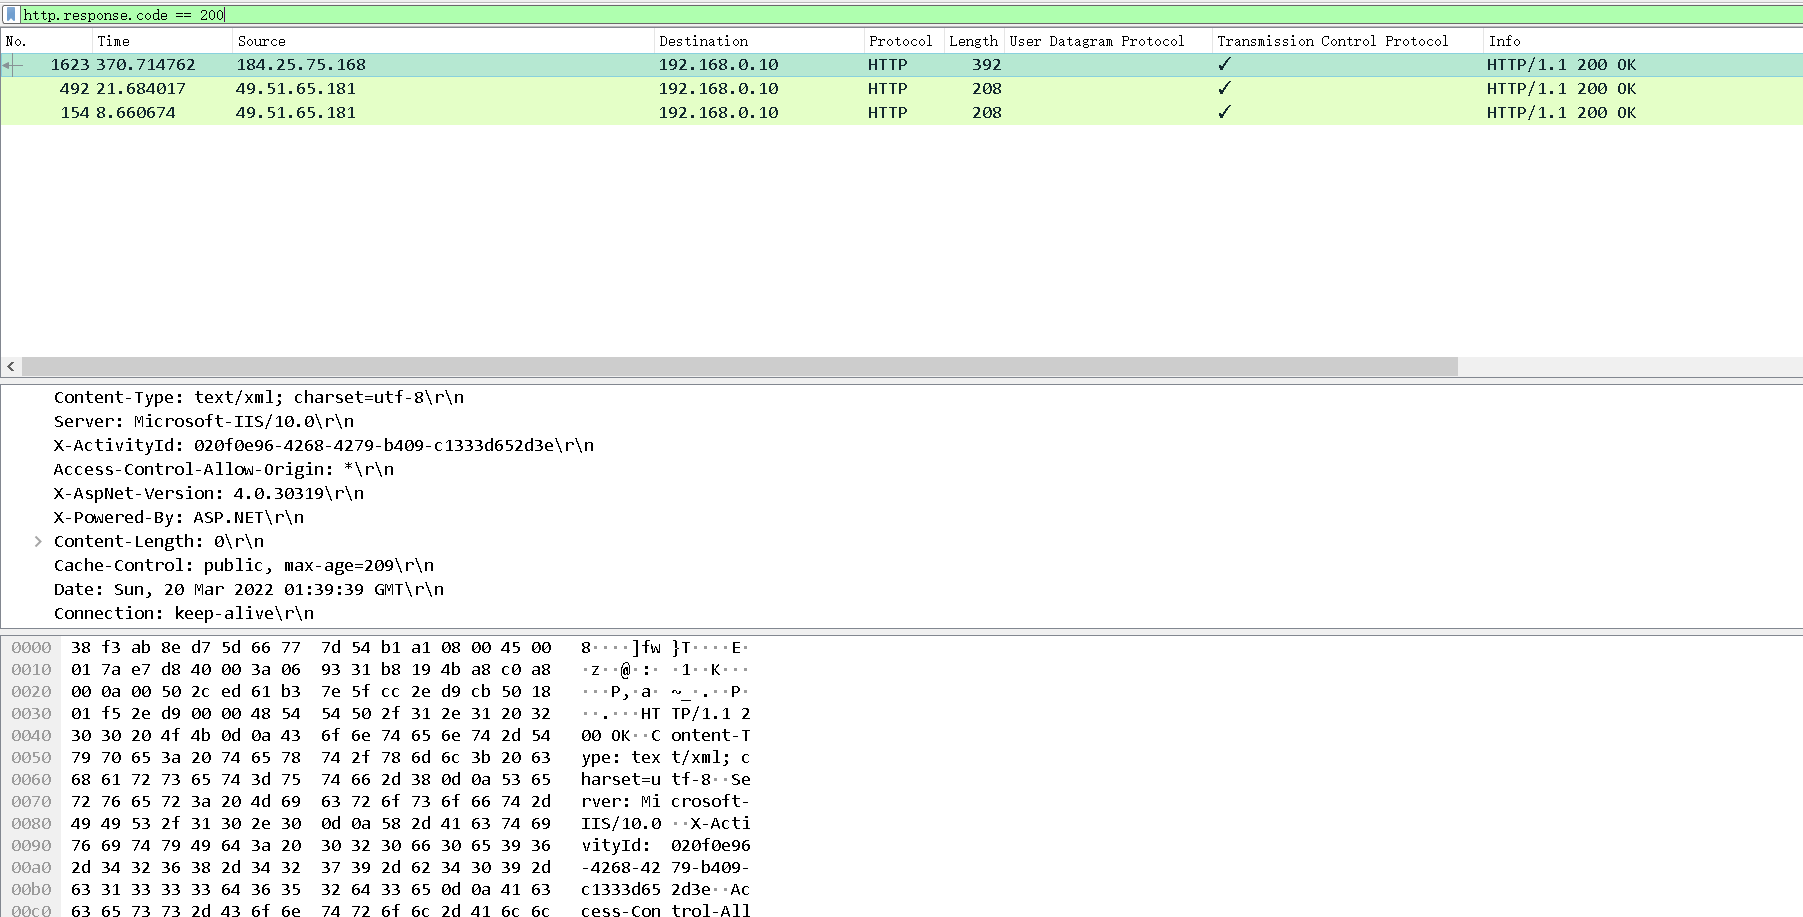 http.response.code == 200
No. Time Source Destination Protocol Length User Datagram Protocol Transmission Control Protocol Info
1623 370.714762 184.25.75.168 192.168.0.10 HTTP 392 ✓ HTTP/1.1 200 OK
492 21.684017 49.51.65.181 192.168.0.10 HTTP 208 ✓ HTTP/1.1 200 OK
154 8.660674 49.51.65.181 192.168.0.10 HTTP 208 ✓ HTTP/1.1 200 OK
Content-Type: text/xml; charset=utf-8\r\n
Server: Microsoft-IIS/10.0\r\n
X-ActivityId: 020f0e96-4268-4279-b409-c1333d652d3e\r\n
Access-Control-Allow-Origin: *\r\n
X-AspNet-Version: 4.0.30319\r\n
X-Powered-By: ASP.NET\r\n
Content-Length: 0\r\n
Cache-Control: public, max-age=209\r\n
Date: Sun, 20 Mar 2022 01:39:39 GMT\r\n
Connection: keep-alive\r\n
0000 38 f3 ab 8e d7 5d 66 77 7d 54 b1 a1 08 00 45 00 8····]fw }T····E·
0010 01 7a e7 d8 40 00 3a 06 93 31 b8 19 4b a8 c0 a8 ·z··@·:· ·1··K···
0020 00 0a 00 50 2c ed 61 b3 7e 5f cc 2e d9 cb 50 18 ···P,·a· ~_·.··P·
0030 01 f5 2e d9 00 00 48 54 54 50 2f 31 2e 31 20 32 ··.···HT TP/1.1 2
0040 30 30 20 4f 4b 0d 0a 43 6f 6e 74 65 6e 74 2d 54 00 OK··C ontent-T
0050 79 70 65 3a 20 74 65 78 74 2f 78 6d 6c 3b 20 63 ype: tex t/xml; c
0060 68 61 72 73 65 74 3d 75 74 66 2d 38 0d 0a 53 65 harset=u tf-8··Se
0070 72 76 65 72 3a 20 4d 69 63 72 6f 73 6f 66 74 2d rver: Mi crosoft-
0080 49 49 53 2f 31 30 2e 30 0d 0a 58 2d 41 63 74 69 IIS/10.0 ··X-Acti
0090 76 69 74 79 49 64 3a 20 30 32 30 66 30 65 39 36 vityId: 020f0e96
00a0 2d 34 32 36 38 2d 34 32 37 39 2d 62 34 30 39 2d -4268-42 79-b409-
00b0 63 31 33 33 33 64 36 35 32 64 33 65 0d 0a 41 63 c1333d65 2d3e··Ac
00c0 63 65 73 73 2d 43 6f 6e 74 72 6f 6c 2d 41 6c 6c cess-Con trol-All